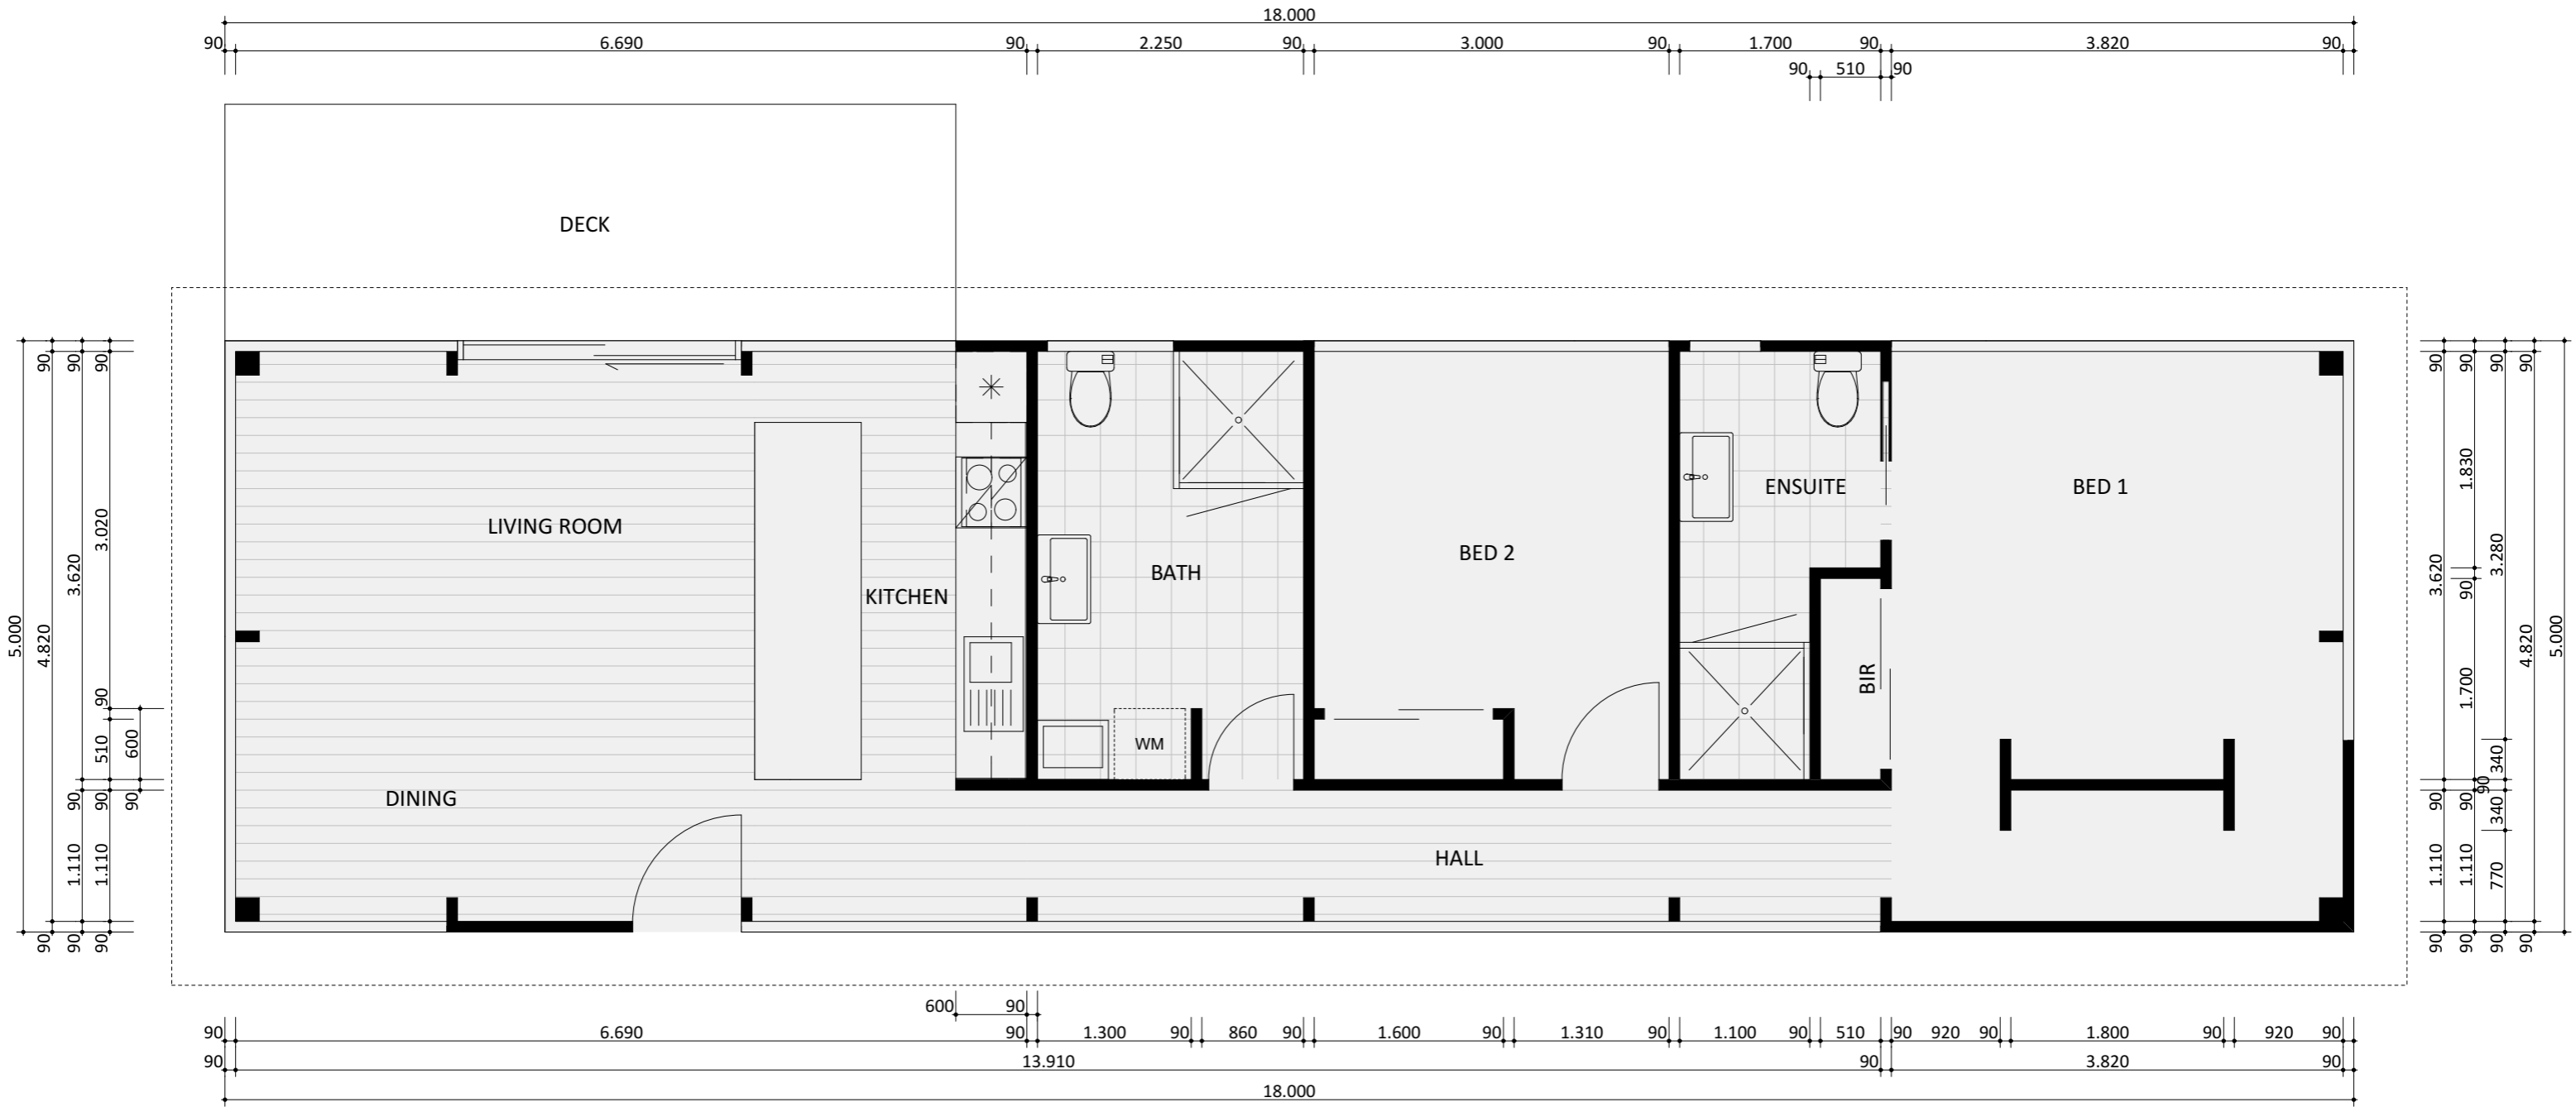 18.000
90 6.690 90 2.250 90 3.000 90 1.700 90 3.820 90
90 510 90
DECK
LIVING ROOM
KITCHEN
DINING
BATH
WM
BED 2
ENSUITE
BIR
BED 1
HALL
5.000
90 4.820 90
90 3.620 90 1.110 90
90 3.020 90 510 90 1.110 90
600 90
90 3.620 90 1.110 90
90 1.830 90 1.700 90 1.110 90
90 3.280 340 90 340 770 90
90 4.820 90
5.000
600 90
90 6.690 90 1.300 90 860 90 1.600 90 1.310 90 1.100 90 510 90 920 90 1.800 90 920 90
90 13.910 90 3.820 90
18.000